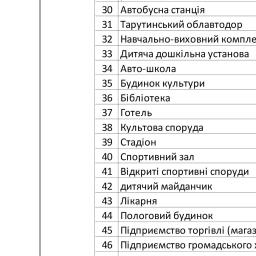 30 Автобусна станція
31 Тарутинський облавтодор
32 Навчально-виховний
33 Дитяча дошкільна установа
34 Авто-школа
35 Будинок культури
36 Бібліотека
37 Готель
38 Культова споруда
39 Стадіон
40 Спортивний зал
41 Відкриті спортивні споруди
42 дитячий майданчик
43 Лікарня
44 Пологовий будинок
45 Підприємство торгівлі
46 Підприємство громадського